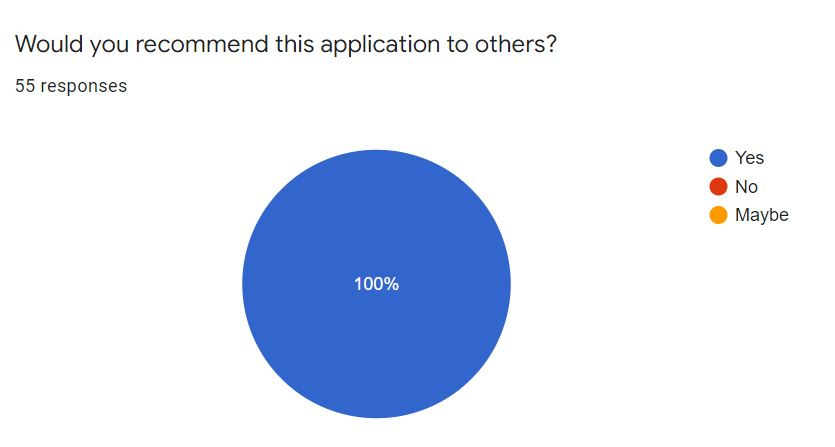 Would you recommend this application to others?
55 responses
Yes
No
Maybe
100%